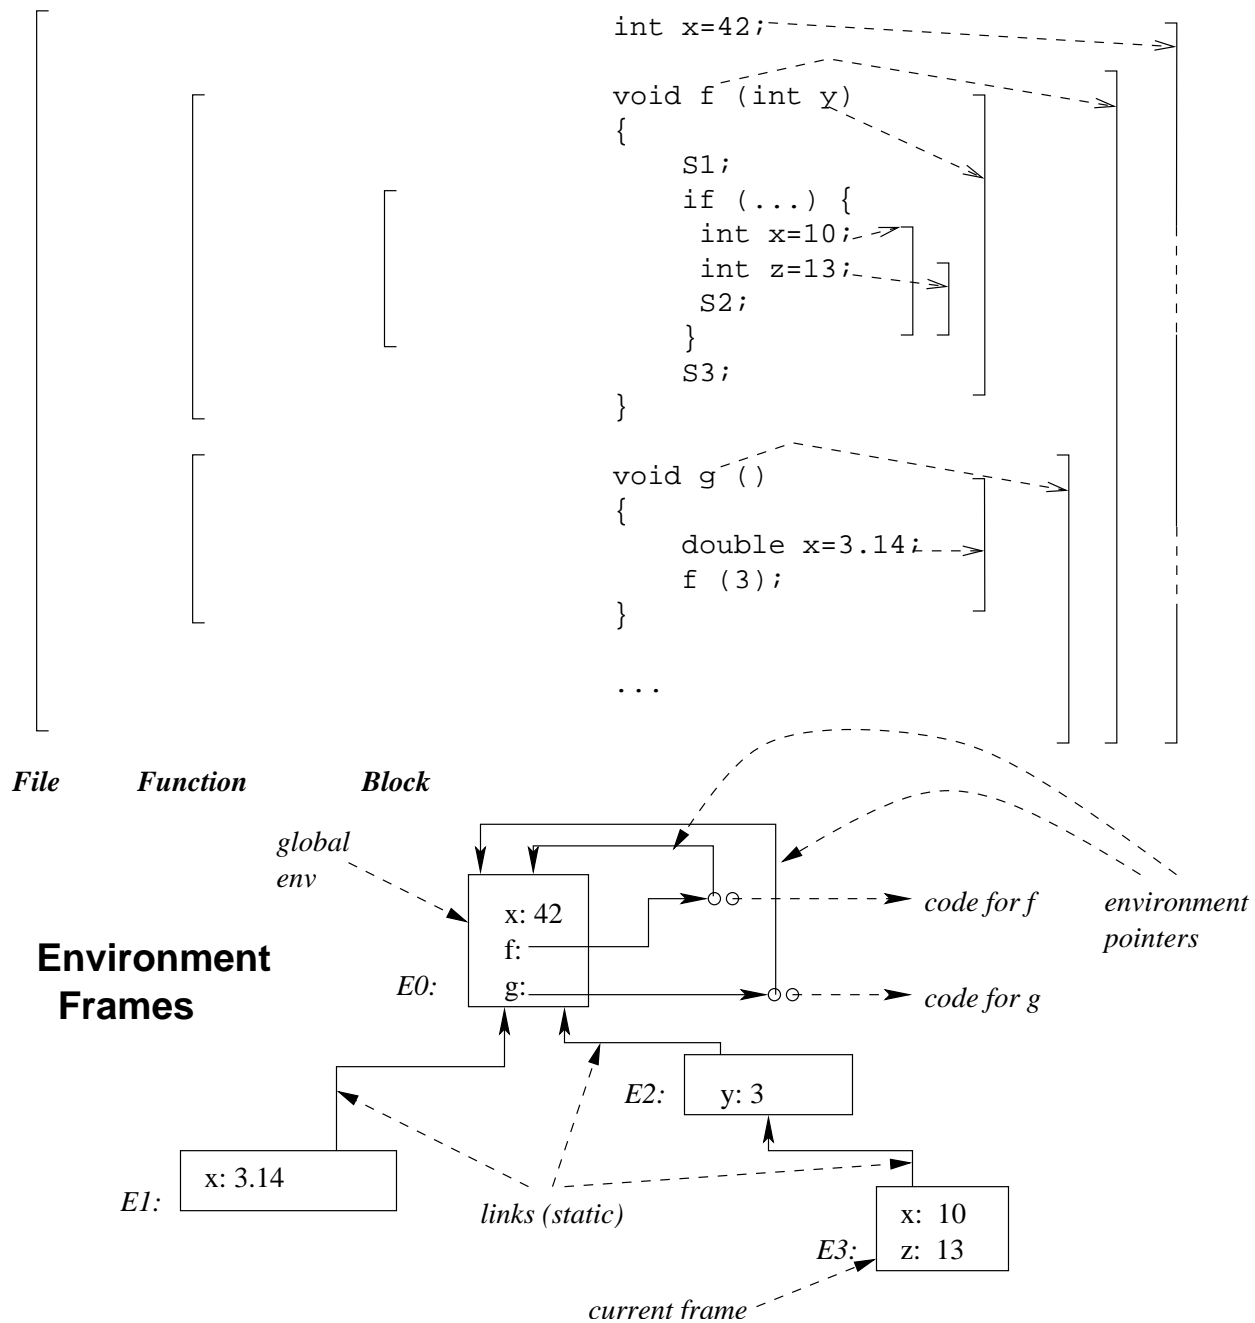 int x=42;
void f (int y)
{
S1;
if (...) {
int x=10;
int z=13;
S2;
}
S3;
}
void g ()
{
double x=3.14;
f (3);
}
...
File Function Block
global
env
x: 42
f:
g:
E0:
code for f
code for g
environment
pointers
Environment
Frames
E2:
y: 3
E1:
x: 3.14
links (static)
E3:
x: 10
z: 13
current frame